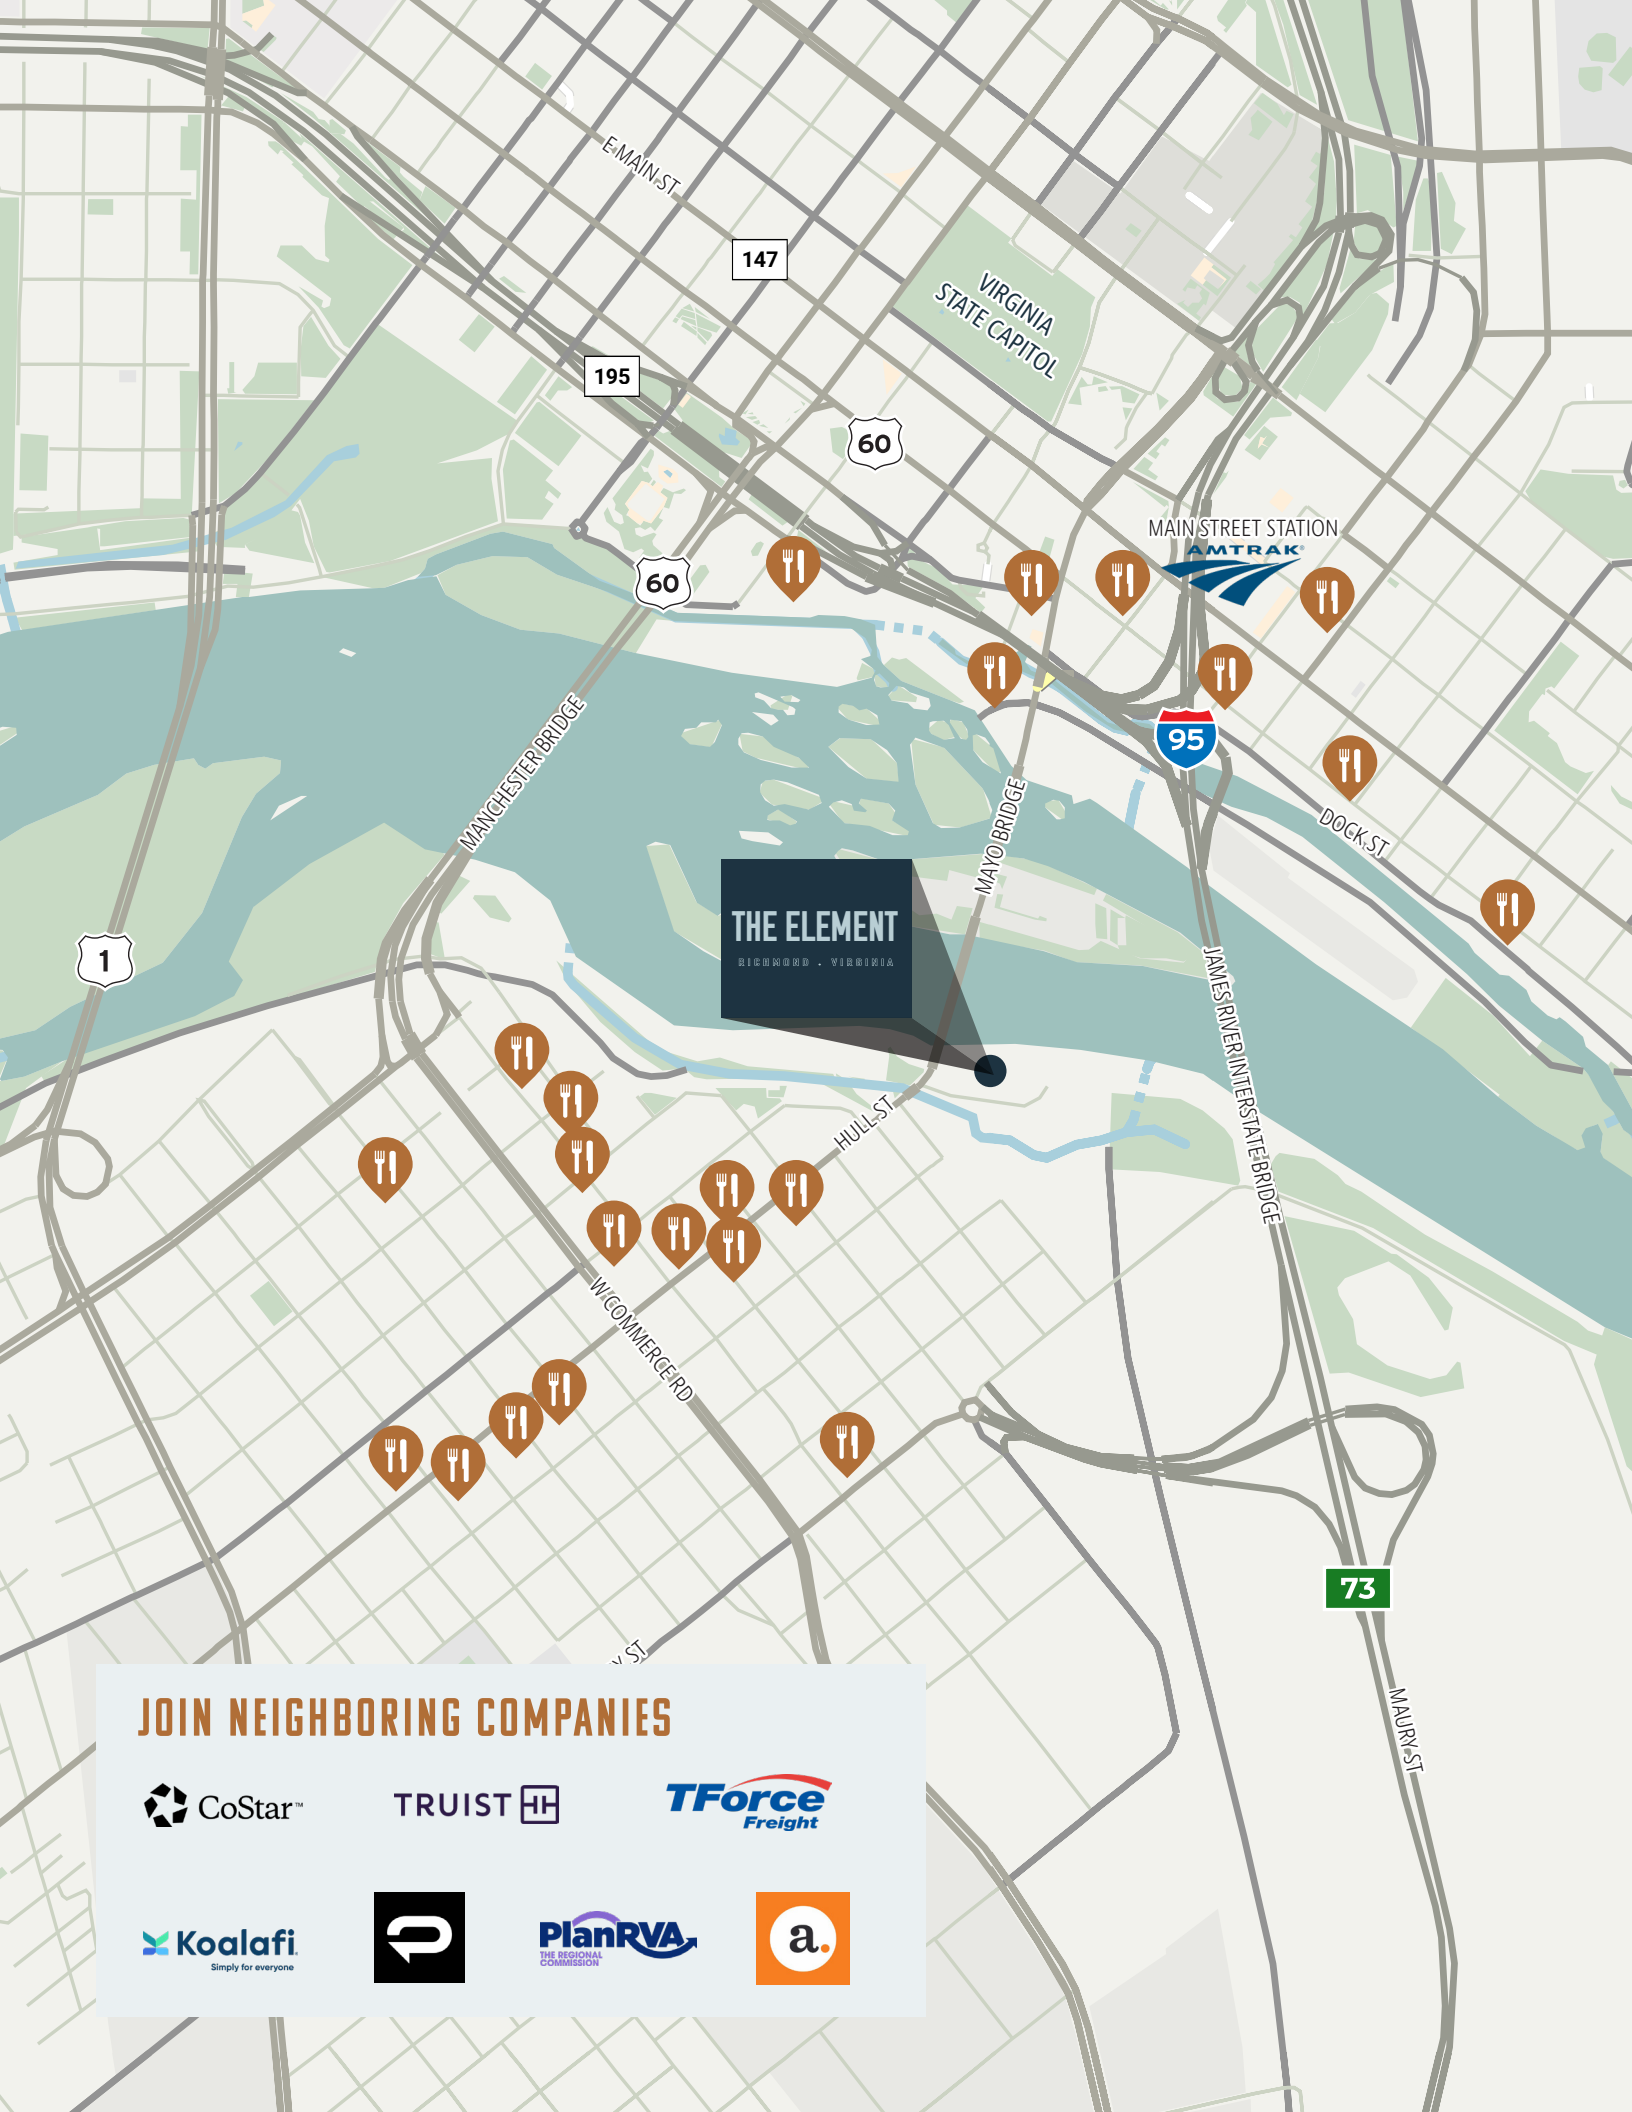 E MAIN ST
147
VIRGINIA
STATE CAPITOL
195
60
MAIN STREET STATION
AMTRAK
60
95
MANCHESTER BRIDGE
MAYO BRIDGE
DOCK ST
THE ELEMENT
RICHMOND . VIRGINIA
1
JAMES RIVER INTERSTATE BRIDGE
HULL ST
W COMMERCE RD
73
Y ST
MAURY ST
JOIN NEIGHBORING COMPANIES
CoStar™
TRUIST
TForce
Freight
Koalafi
Simply for everyone
PlanRVA
THE REGIONAL
COMMISSION
a.